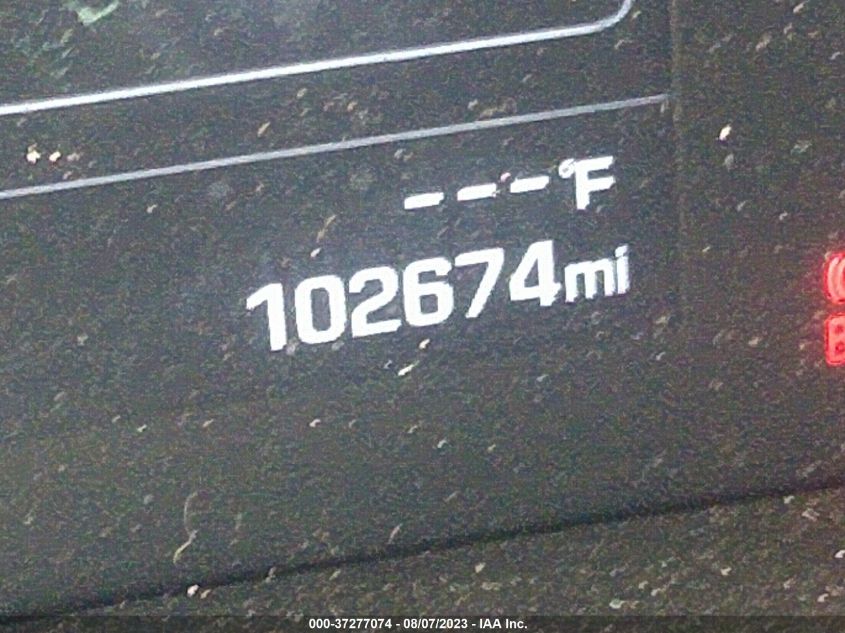 ---°F
102674mi
000-37277074 - 08/07/2023 - IAA Inc.